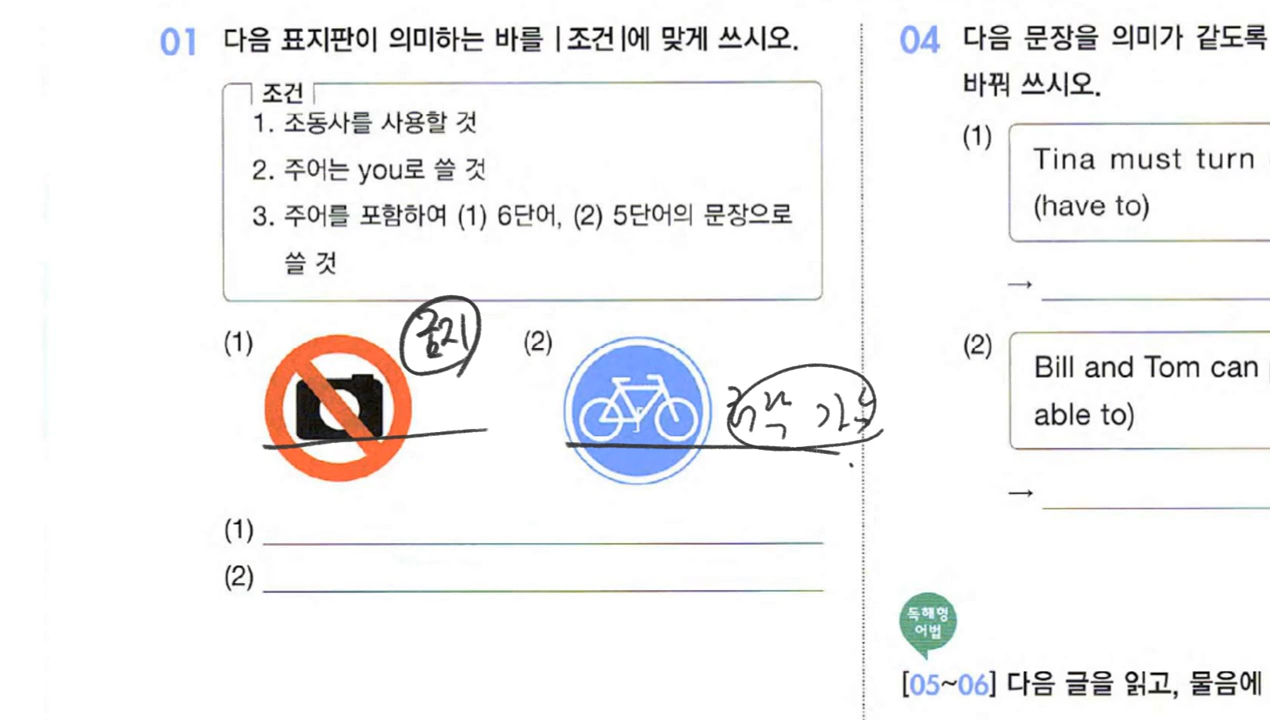 01 다음 표지판이 의미하는 바를 |조건|에 맞게 쓰시오.
조건
1. 조동사를 사용할 것
2. 주어는 you로 쓸 것
3. 주어를 포함하여 (1) 6단어, (2) 5단어의 문장으로
쓸 것
(1)
금지
(2)
(1)
(2)
04 다음 문장을 의미가 같도록
바꿔 쓰시오.
(1)
Tina must turn
(have to)
→
(2)
Bill and Tom can
able to)
→
독해형
어법
[05~06] 다음 글을 읽고, 물음에